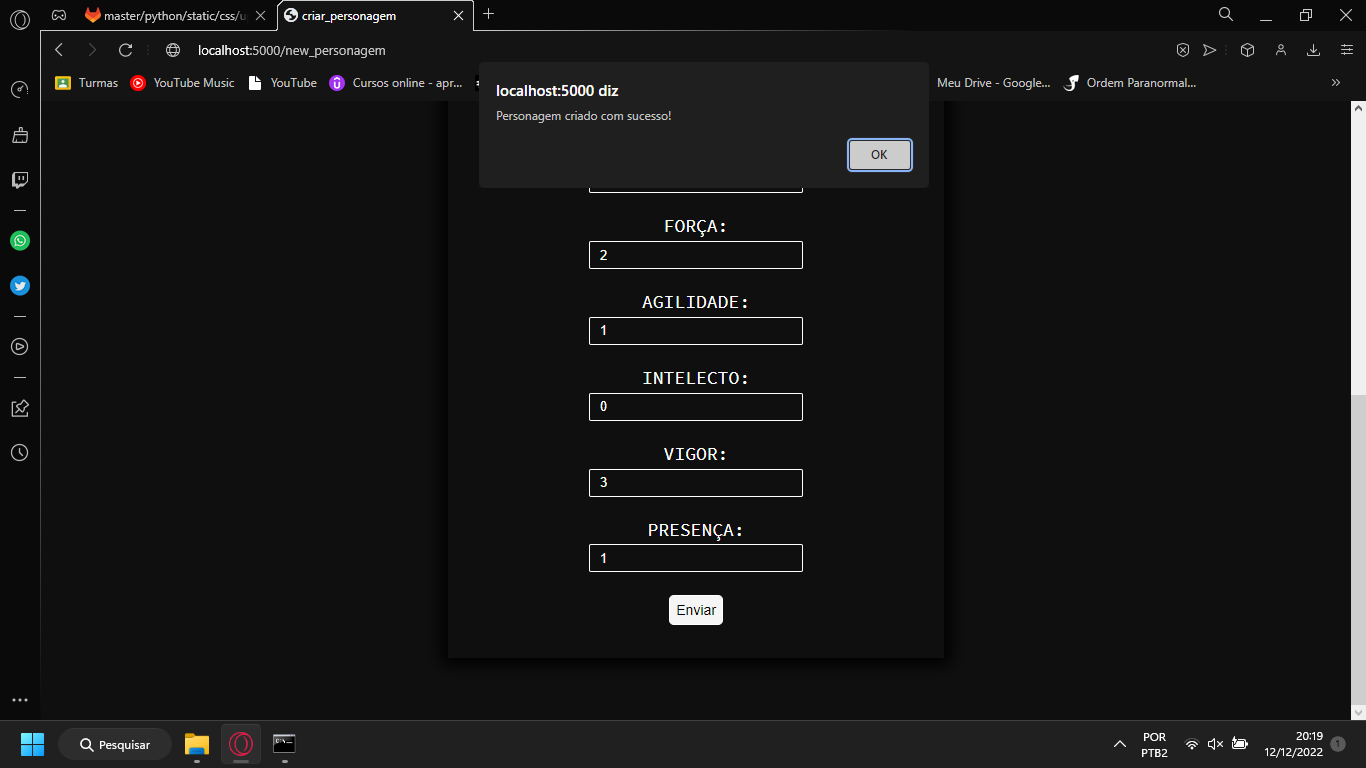 master/python/static/css/u
criar_personagem
localhost:5000/new_personagem
Turmas
YouTube Music
YouTube
Cursos online - apr...
Meu Drive - Google...
Ordem Paranormal...
localhost:5000 diz
Personagem criado com sucesso!
OK
FORÇA:
2
AGILIDADE:
1
INTELECTO:
0
VIGOR:
3
PRESENÇA:
1
Enviar
Pesquisar
POR
PTB2
20:19
12/12/2022
1